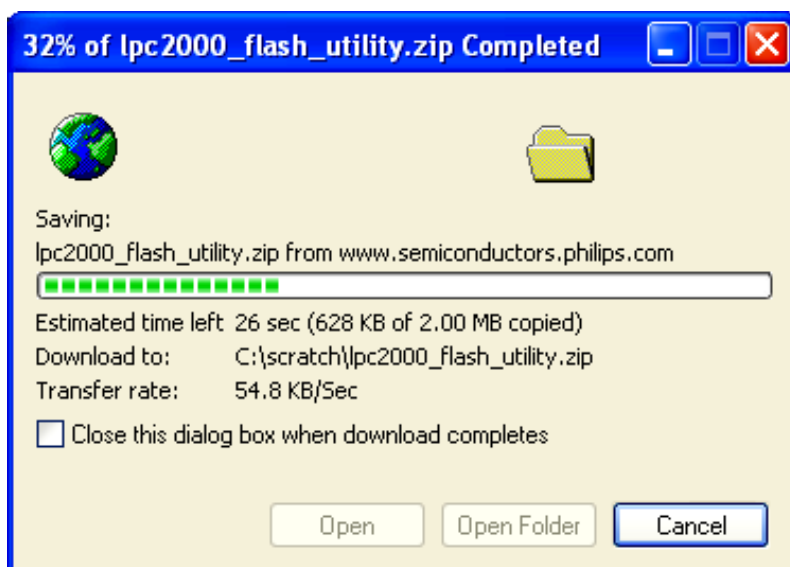 32% of lpc2000_flash_utility.zip Completed
Saving:
lpc2000_flash_utility.zip from www.semiconductors.philips.com
Estimated time left 26 sec (628 KB of 2.00 MB copied)
Download to: C:\scratch\lpc2000_flash_utility.zip
Transfer rate: 54.8 KB/Sec
Close this dialog box when download completes
Open Open Folder Cancel